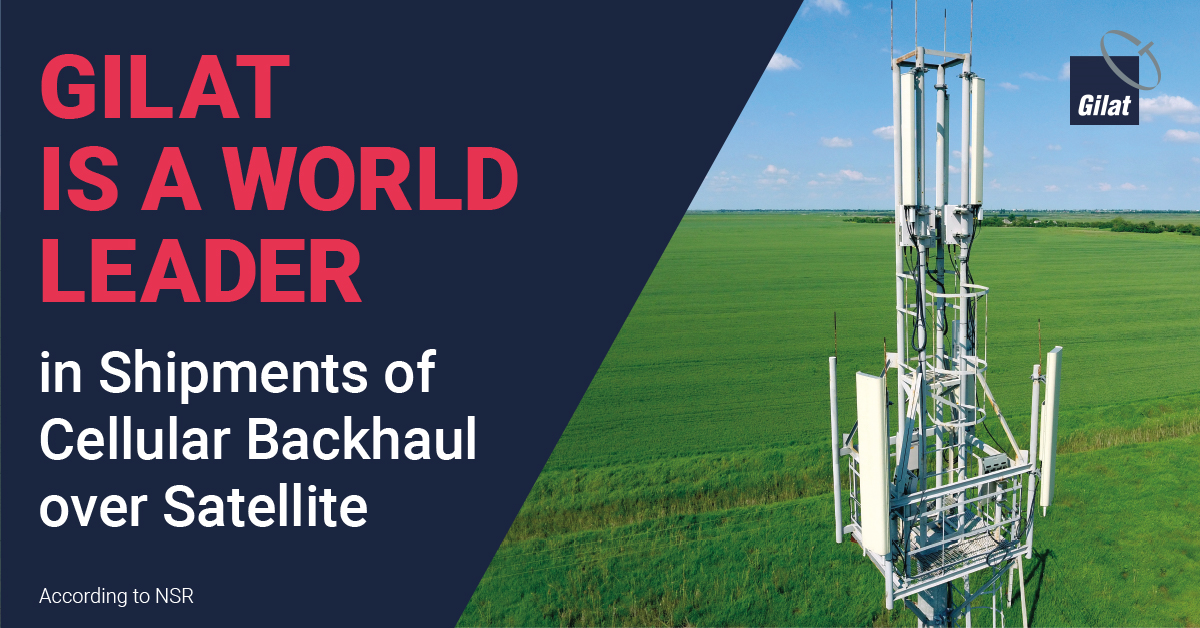 GILAT
IS A WORLD
LEADER
in Shipments of
Cellular Backhaul
over Satellite
According to NSR
Gilat